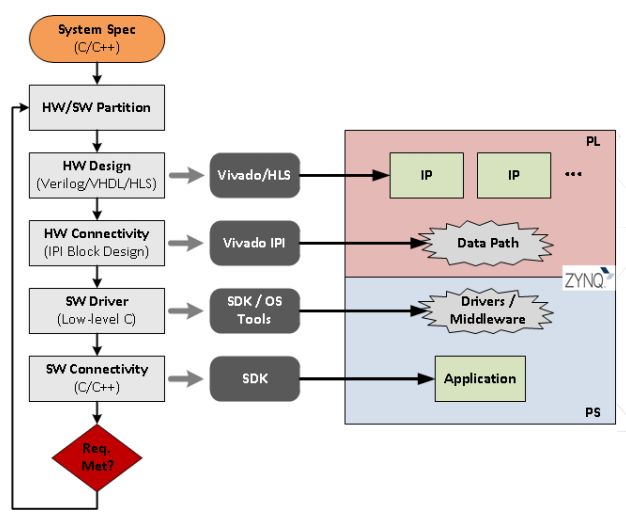 System Spec
(C/C++)
HW/SW Partition
HW Design
(Verilog/VHDL/HLS)
Vivado/HLS
PL
IP
IP
•••
HW Connectivity
(IPI Block Design)
Vivado IPI
Data Path
ZYNQ
SW Driver
(Low-level C)
SDK / OS
Tools
Drivers /
Middleware
SW Connectivity
(C/C++)
SDK
Application
PS
Req.
Met?